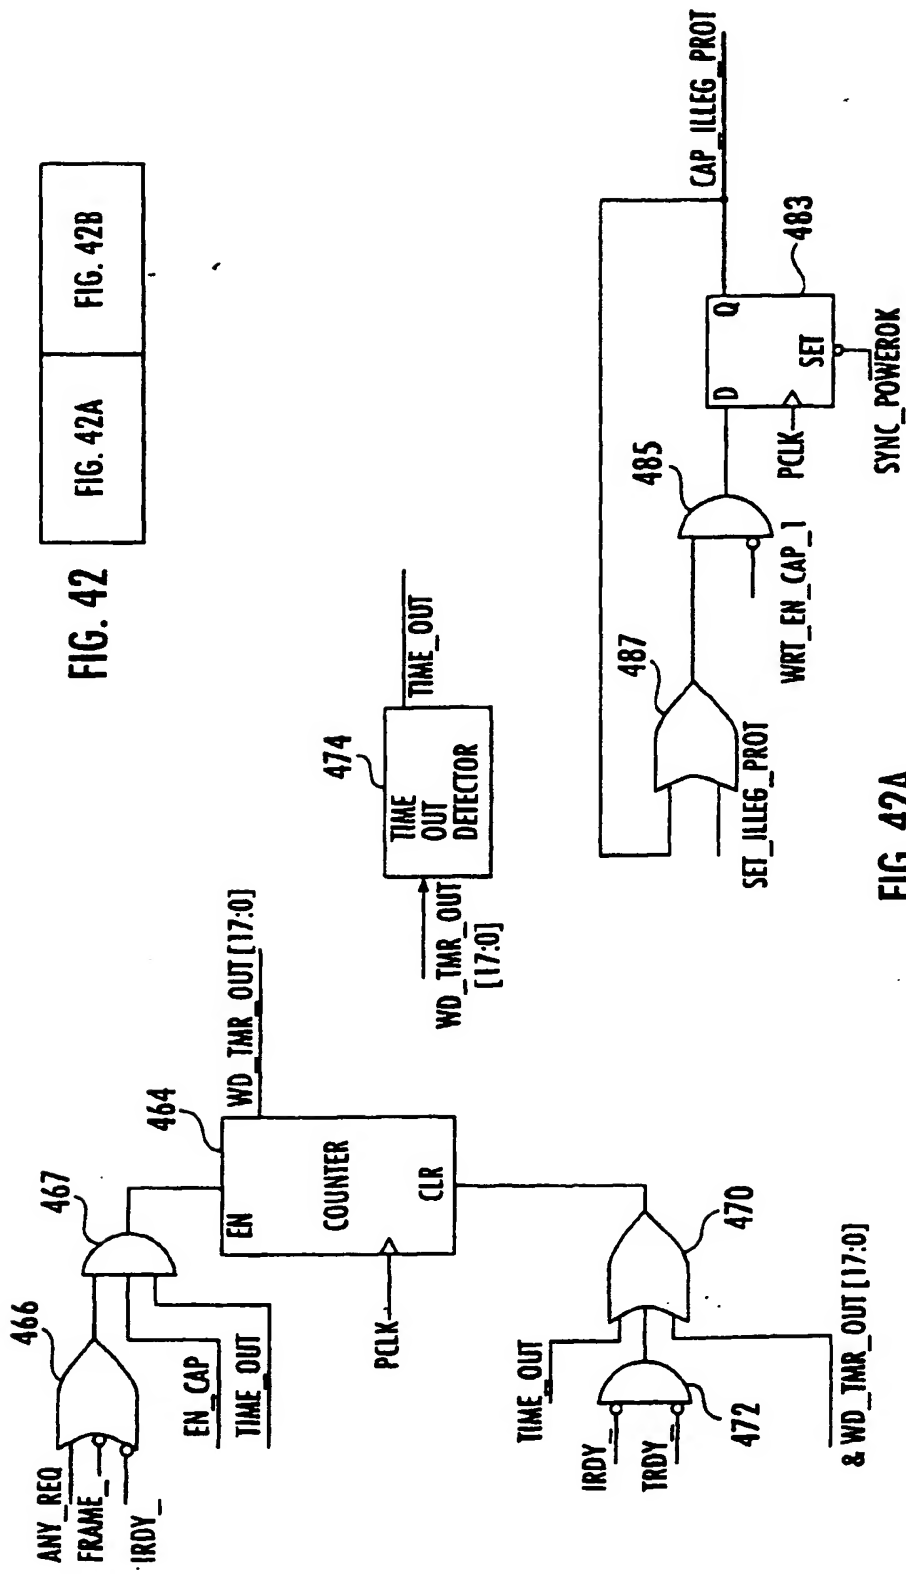 FIG. 42
FIG. 42A
FIG. 42B
ANY_REQ
FRAME_
IRDY_
466
467
EN_CAP
TIME_OUT
464
EN
COUNTER
CLR
PCLK
WD_TMR_OUT[17:0]
TIME_OUT
IRDY_
TRDY_
472
470
& WD_TMR_OUT[17:0]
WD_TMR_OUT
[17:0]
474
TIME
OUT
DETECTOR
TIME_OUT
SET_ILLEG_PROT
487
485
WRT_EN_CAP_1
D
Q
PCLK
SET
483
SYNC_POWEROK
CAP_ILLEG_PROT
FIG. 42A